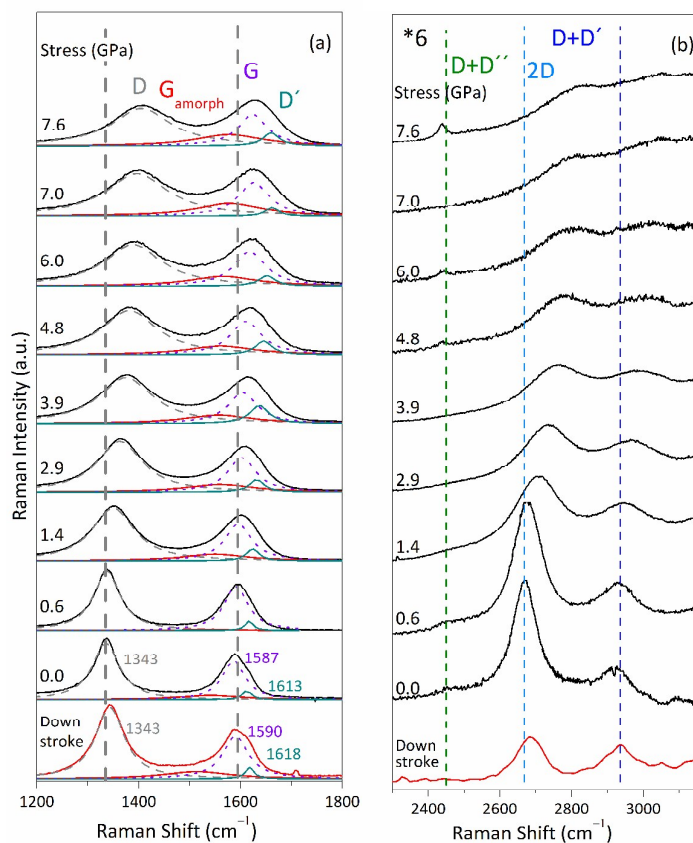 Stress (GPa)
(a)
D
G amorph
G
D´
7.6
7.0
6.0
4.8
3.9
2.9
1.4
0.6
0.0
1343
1587
1613
Down
stroke
1343
1590
1618
1200
1400
1600
1800
Raman Shift (cm⁻¹)
Raman Intensity (a.u.)
*6
D+D´
(b)
D+D´´
2D
Stress (GPa)
7.6
7.0
6.0
4.8
3.9
2.9
1.4
0.6
0.0
Down
stroke
2400
2600
2800
3000
Raman Shift (cm⁻¹)